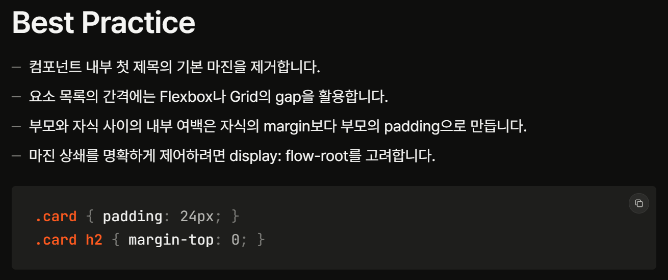 Best Practice
— 컴포넌트 내부 첫 제목의 기본 마진을 제거합니다.
— 요소 목록의 간격에는 Flexbox나 Grid의 gap을 활용합니다.
— 부모와 자식 사이의 내부 여백은 자식의 margin보다 부모의 padding으로 만듭니다.
— 마진 상쇄를 명확하게 제어하려면 display: flow-root를 고려합니다.
.card { padding: 24px; }
.card h2 { margin-top: 0; }